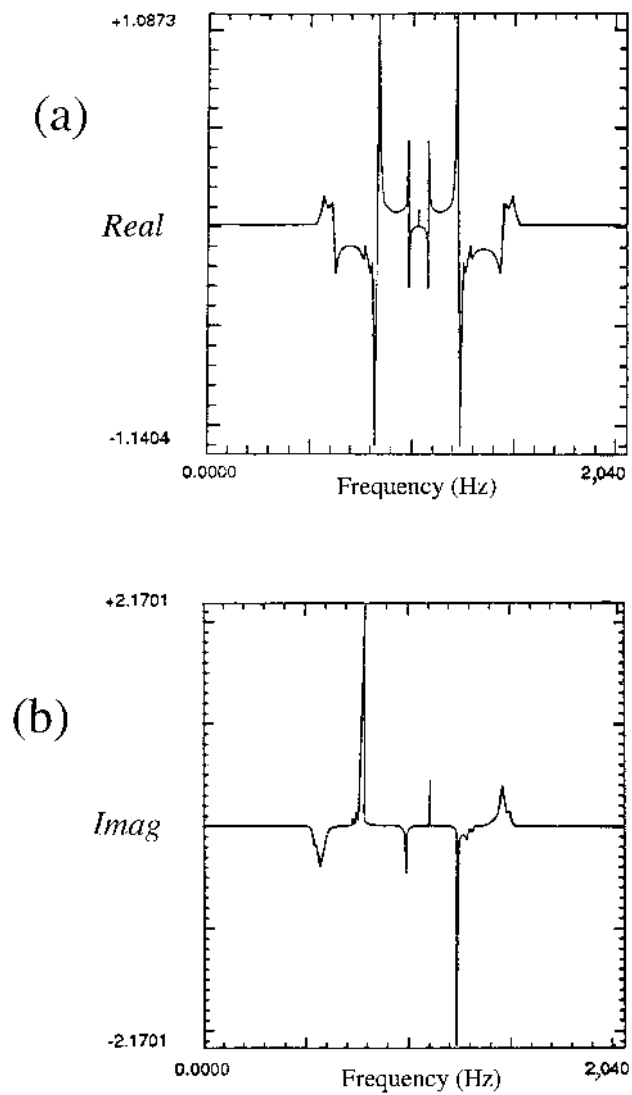 +1.0873
(a)
Real
-1.1404
0.0000
2,040
Frequency (Hz)
+2.1701
(b)
Imag
-2.1701
0.0000
2,040
Frequency (Hz)